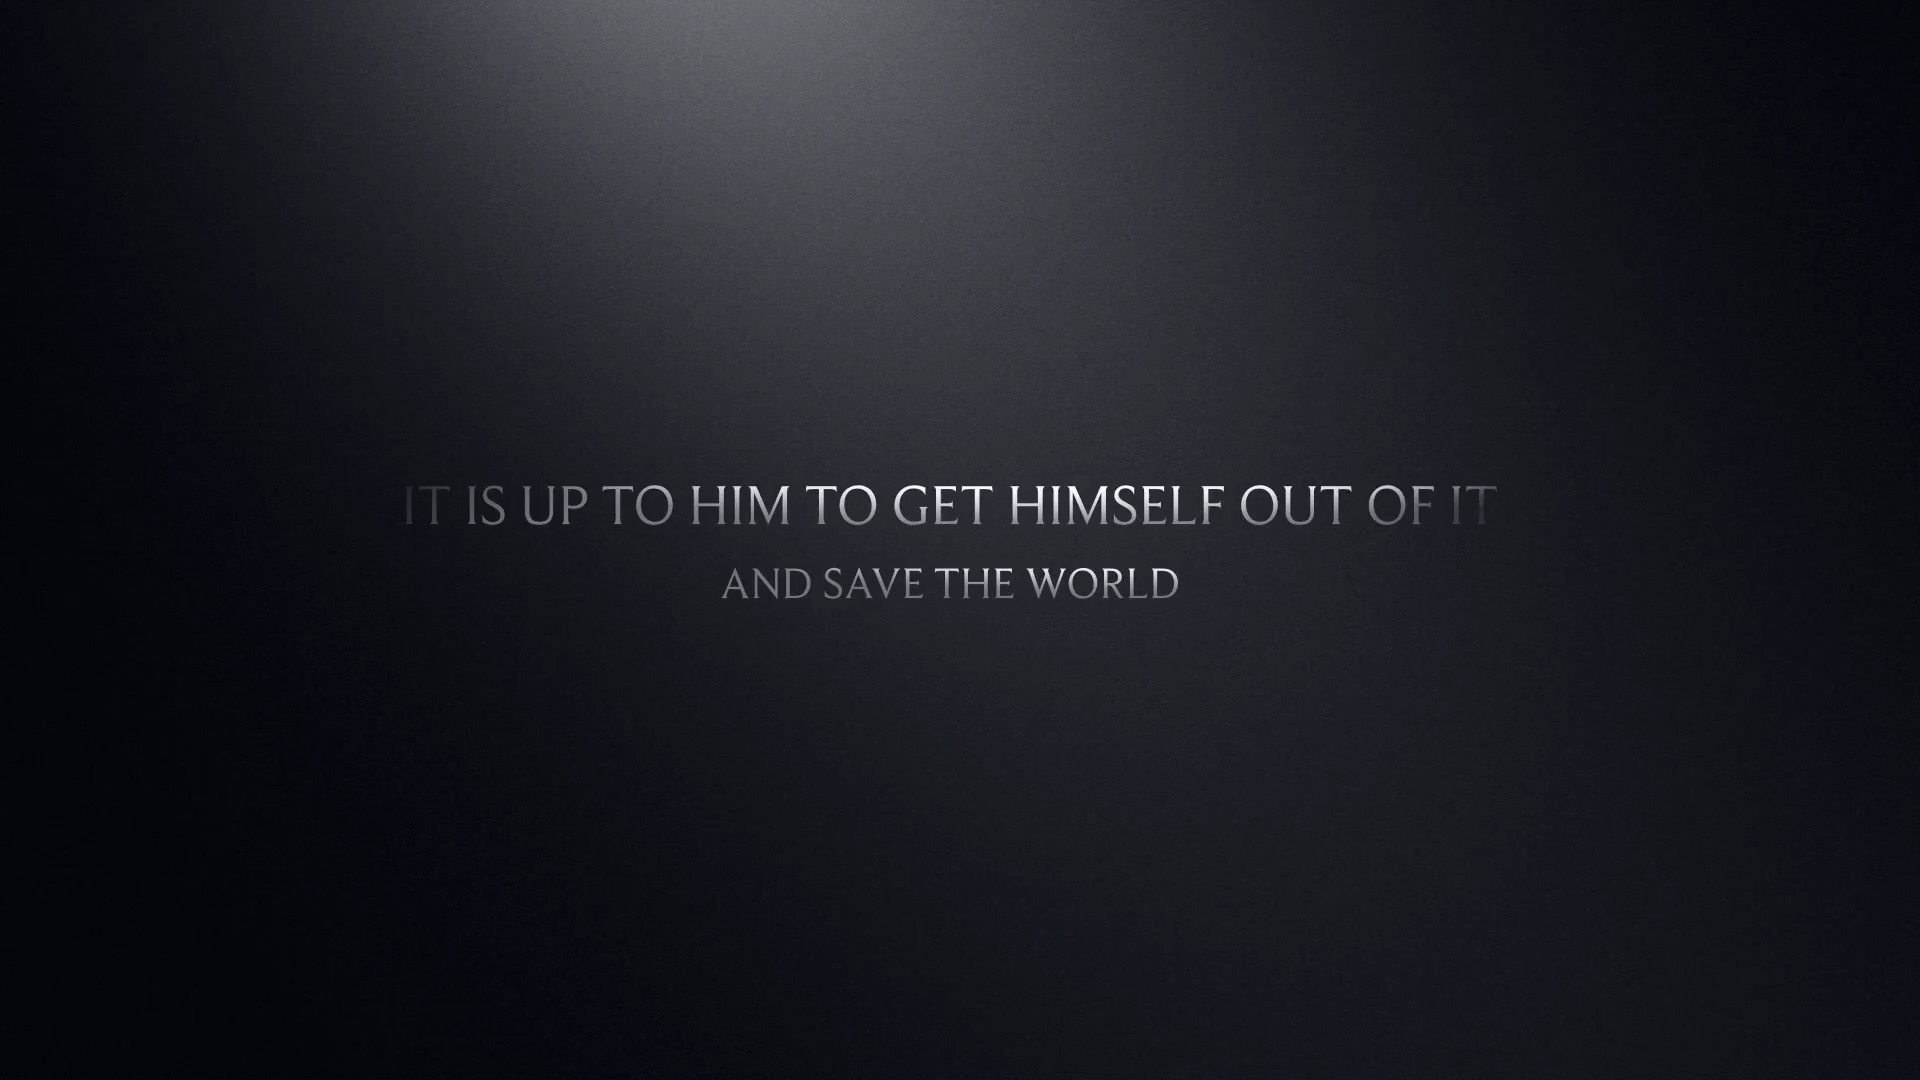 IT IS UP TO HIM TO GET HIMSELF OUT OF IT
AND SAVE THE WORLD